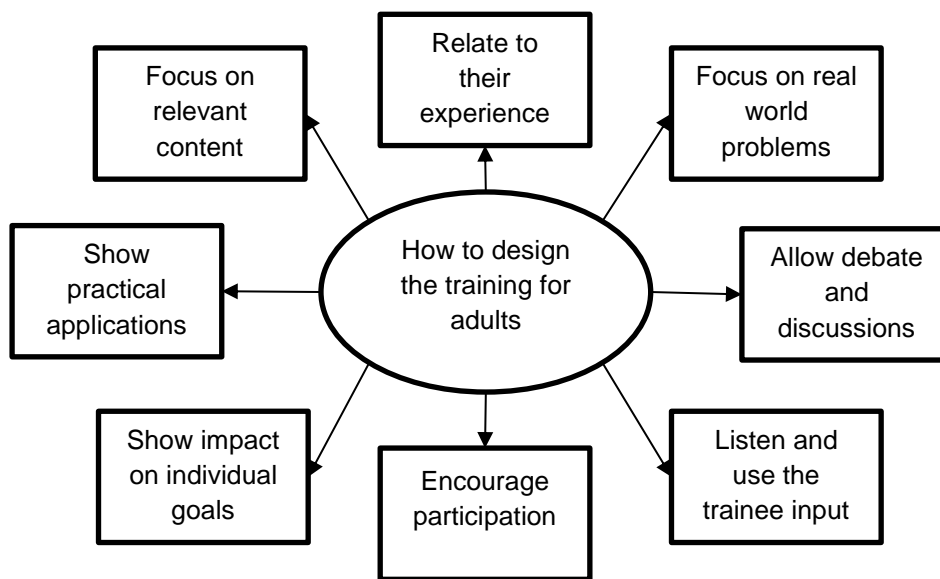 Relate to
their
experience
Focus on
relevant
content
Focus on real
world
problems
Show
practical
applications
How to design
the training for
adults
Allow debate
and
discussions
Show impact
on individual
goals
Encourage
participation
Listen and
use the
trainee input